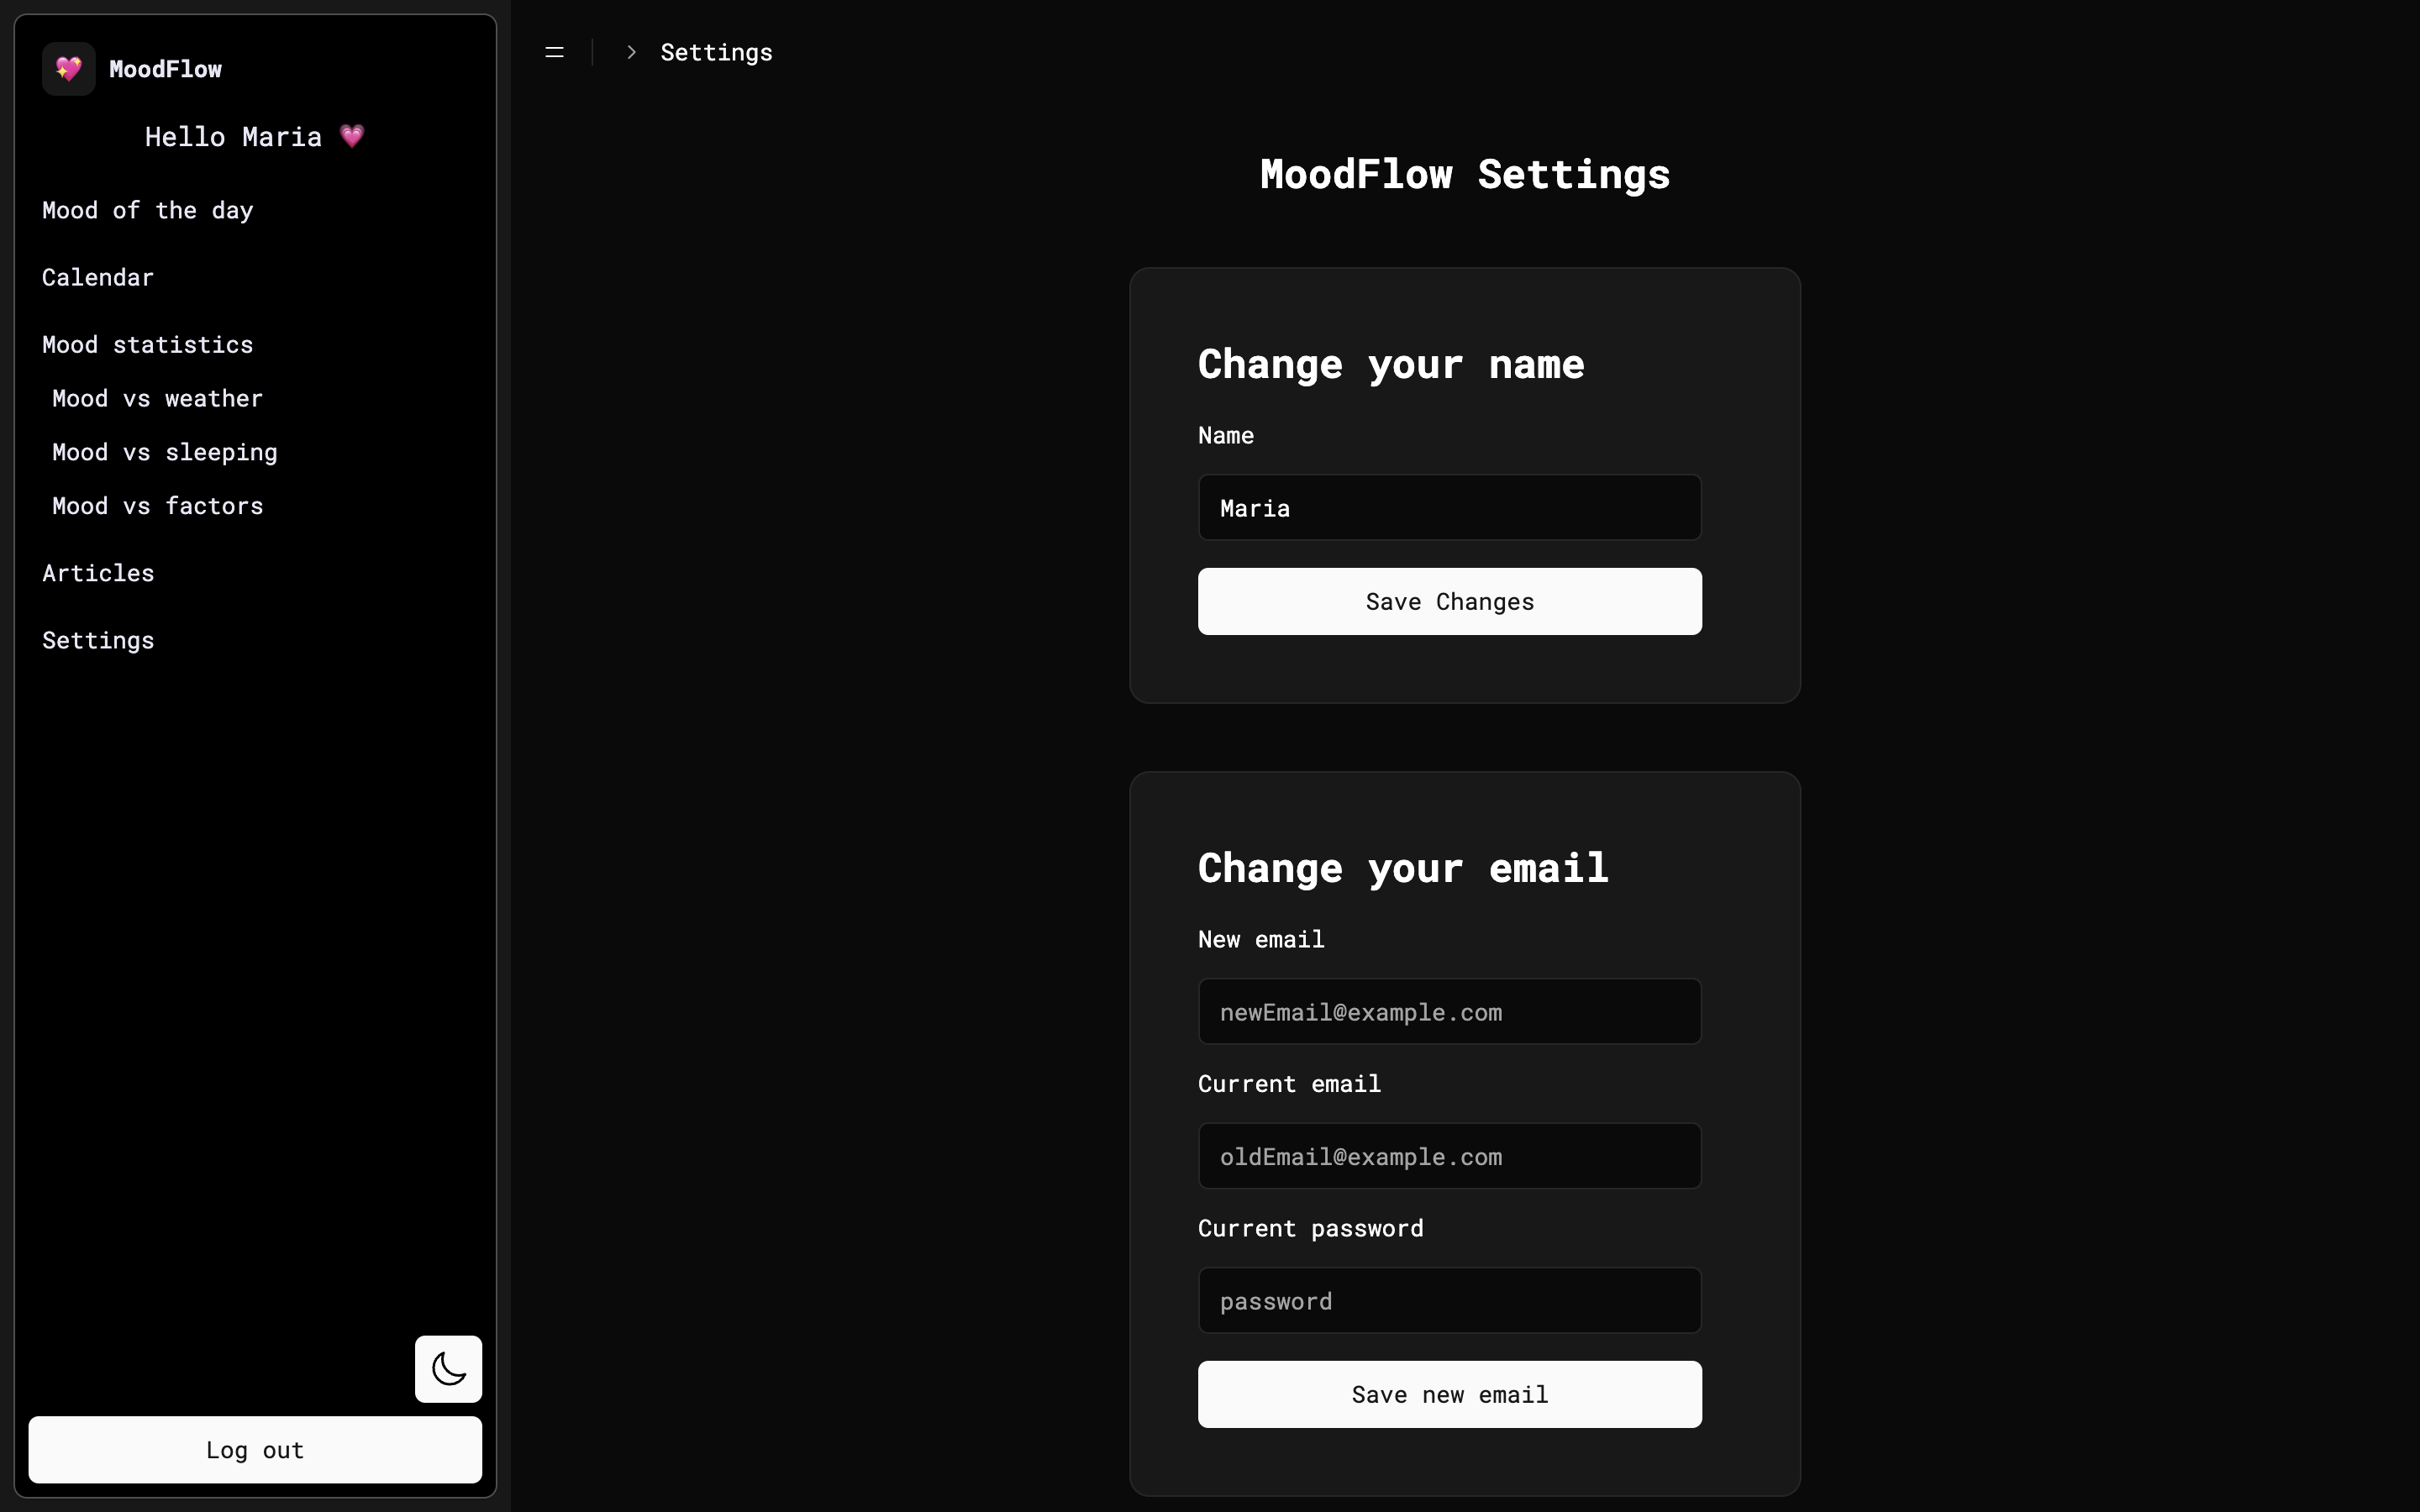 MoodFlow
Hello Maria 💗
Mood of the day
Calendar
Mood statistics
Mood vs weather
Mood vs sleeping
Mood vs factors
Articles
Settings
Log out
Settings
MoodFlow Settings
Change your name
Name
Maria
Save Changes
Change your email
New email
newEmail@example.com
Current email
oldEmail@example.com
Current password
password
Save new email